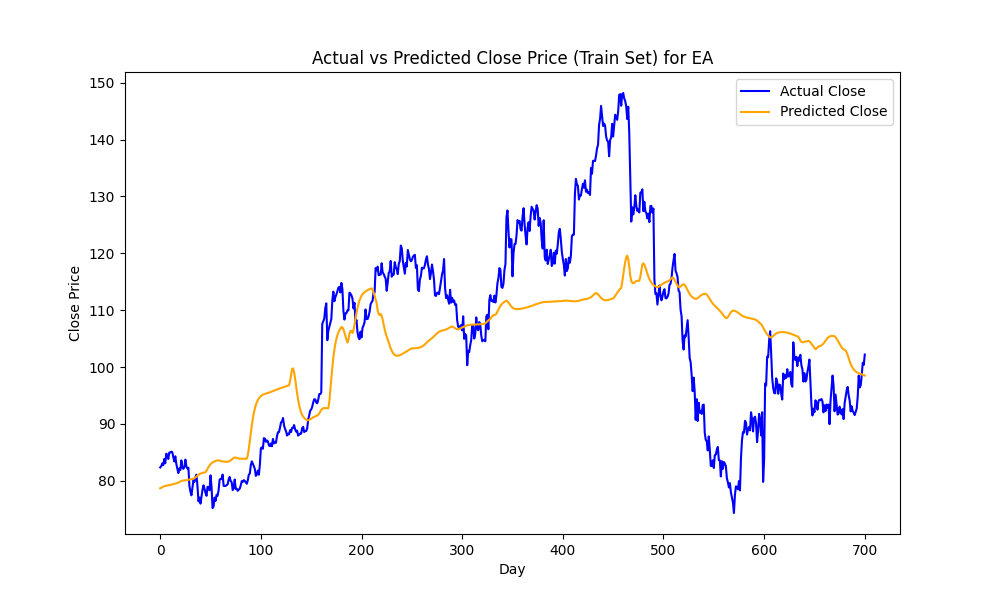 Actual vs Predicted Close Price (Train Set) for EA
Actual Close
Predicted Close
Close Price
150
140
130
120
110
100
90
80
0 100 200 300 400 500 600 700
Day